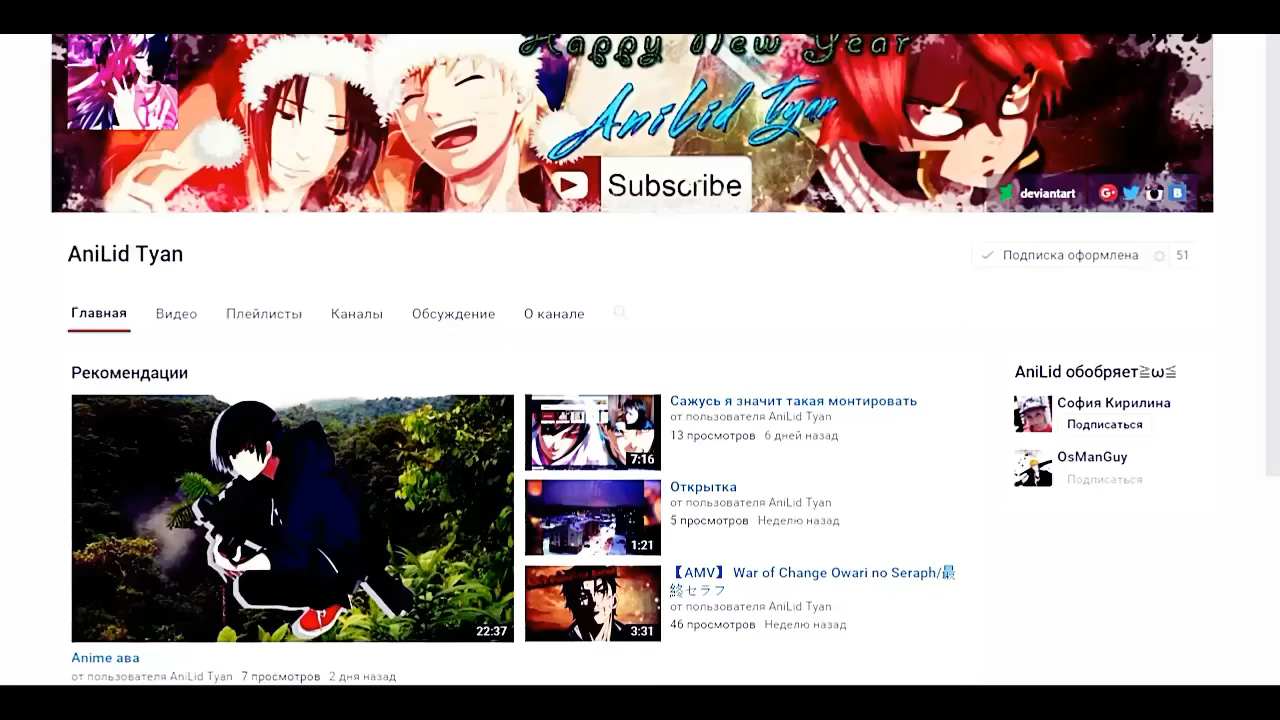 Happy New Year
AniLid Tyan
Subscribe
deviantart
AniLid Tyan
Подписка оформлена 51
Главная Видео Плейлисты Каналы Обсуждение О канале
Рекомендации
22:37
Anime ава
от пользователя AniLid Tyan 7 просмотров 2 дня назад
7:16
Сажусь я значит такая монтировать
от пользователя AniLid Tyan
13 просмотров 6 дней назад
1:21
Открытка
от пользователя AniLid Tyan
5 просмотров Неделю назад
3:31
【AMV】 War of Change Owari no Seraph/最
終セラフ
от пользователя AniLid Tyan
46 просмотров Неделю назад
AniLid обобряет≧ω≦
София Кирилина
Подписаться
OsManGuy
Подписаться